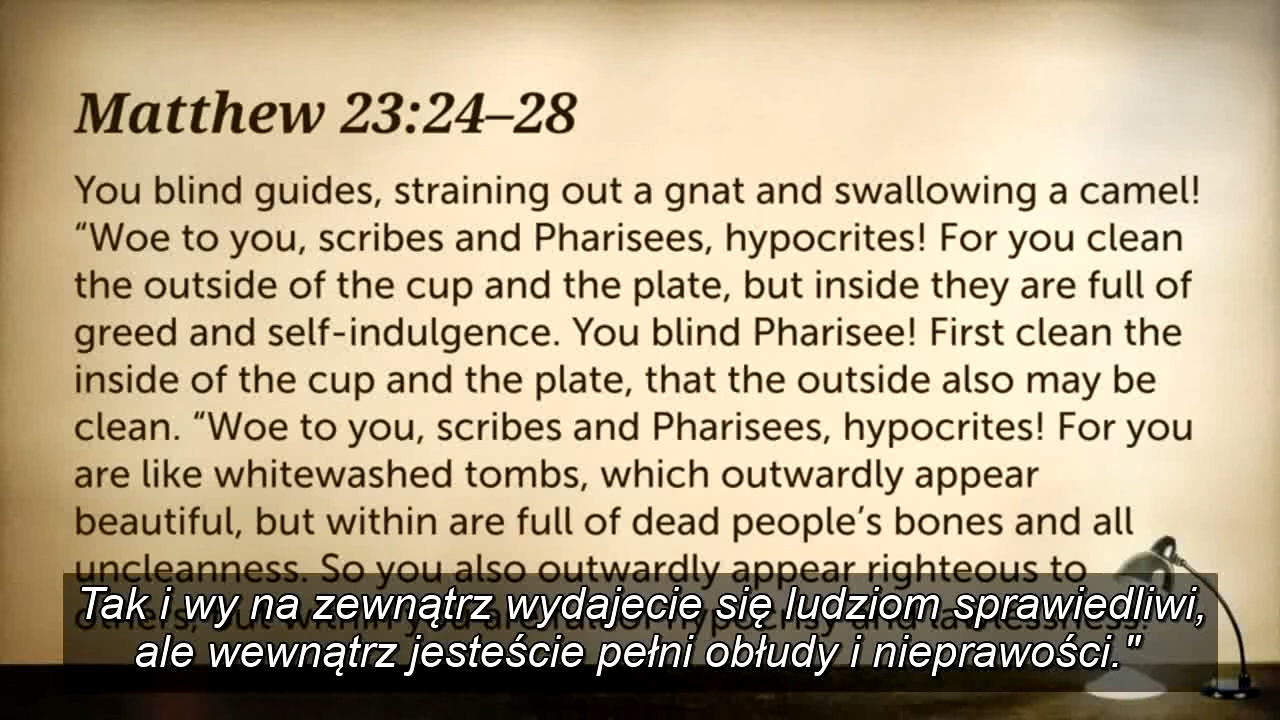 Matthew 23:24–28
You blind guides, straining out a gnat and swallowing a camel!
“Woe to you, scribes and Pharisees, hypocrites! For you clean
the outside of the cup and the plate, but inside they are full of
greed and self-indulgence. You blind Pharisee! First clean the
inside of the cup and the plate, that the outside also may be
clean. “Woe to you, scribes and Pharisees, hypocrites! For you
are like whitewashed tombs, which outwardly appear
beautiful, but within are full of dead people’s bones and all
uncleanness. So you also outwardly appear righteous to
Tak i wy na zewnątrz wydajecie się ludziom sprawiedliwi,
ale wewnątrz jesteście pełni obłudy i nieprawości."